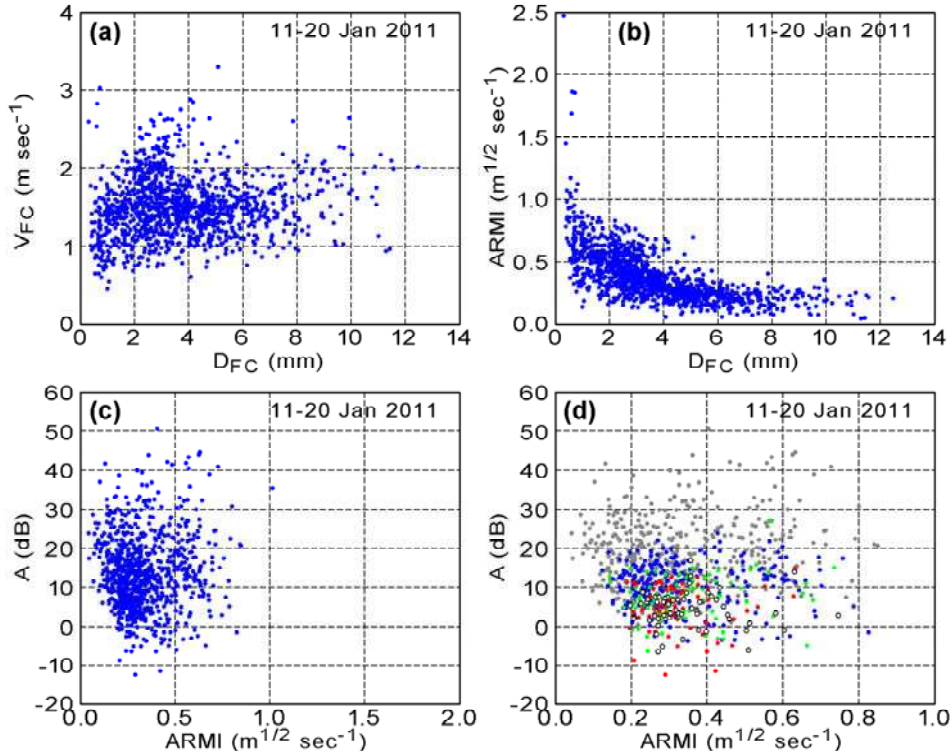 (a) 11-20 Jan 2011
4
3
2
1
0
V_FC (m sec⁻¹)
0 2 4 6 8 10 12 14
D_FC (mm)
(b) 11-20 Jan 2011
2.5
2.0
1.5
1.0
0.5
0.0
ARMI (m^1/2 sec⁻¹)
0 2 4 6 8 10 12 14
D_FC (mm)
(c) 11-20 Jan 2011
60
50
40
30
20
10
0
-10
-20
A (dB)
0.0 0.5 1.0 1.5 2.0
ARMI (m^1/2 sec⁻¹)
(d) 11-20 Jan 2011
60
50
40
30
20
10
0
-10
-20
A (dB)
0.0 0.2 0.4 0.6 0.8 1.0
ARMI (m^1/2 sec⁻¹)